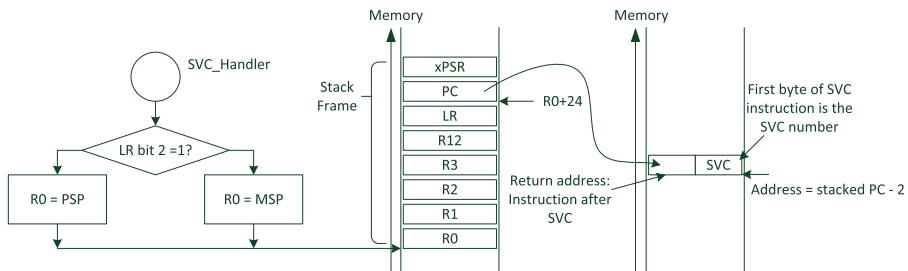 SVC_Handler
LR bit 2 =1?
R0 = PSP
R0 = MSP
Memory
Stack
Frame
xPSR
PC
LR
R12
R3
R2
R1
R0
R0+24
Memory
SVC
First byte of SVC
instruction is the
SVC number
Return address:
Instruction after
SVC
Address = stacked PC - 2